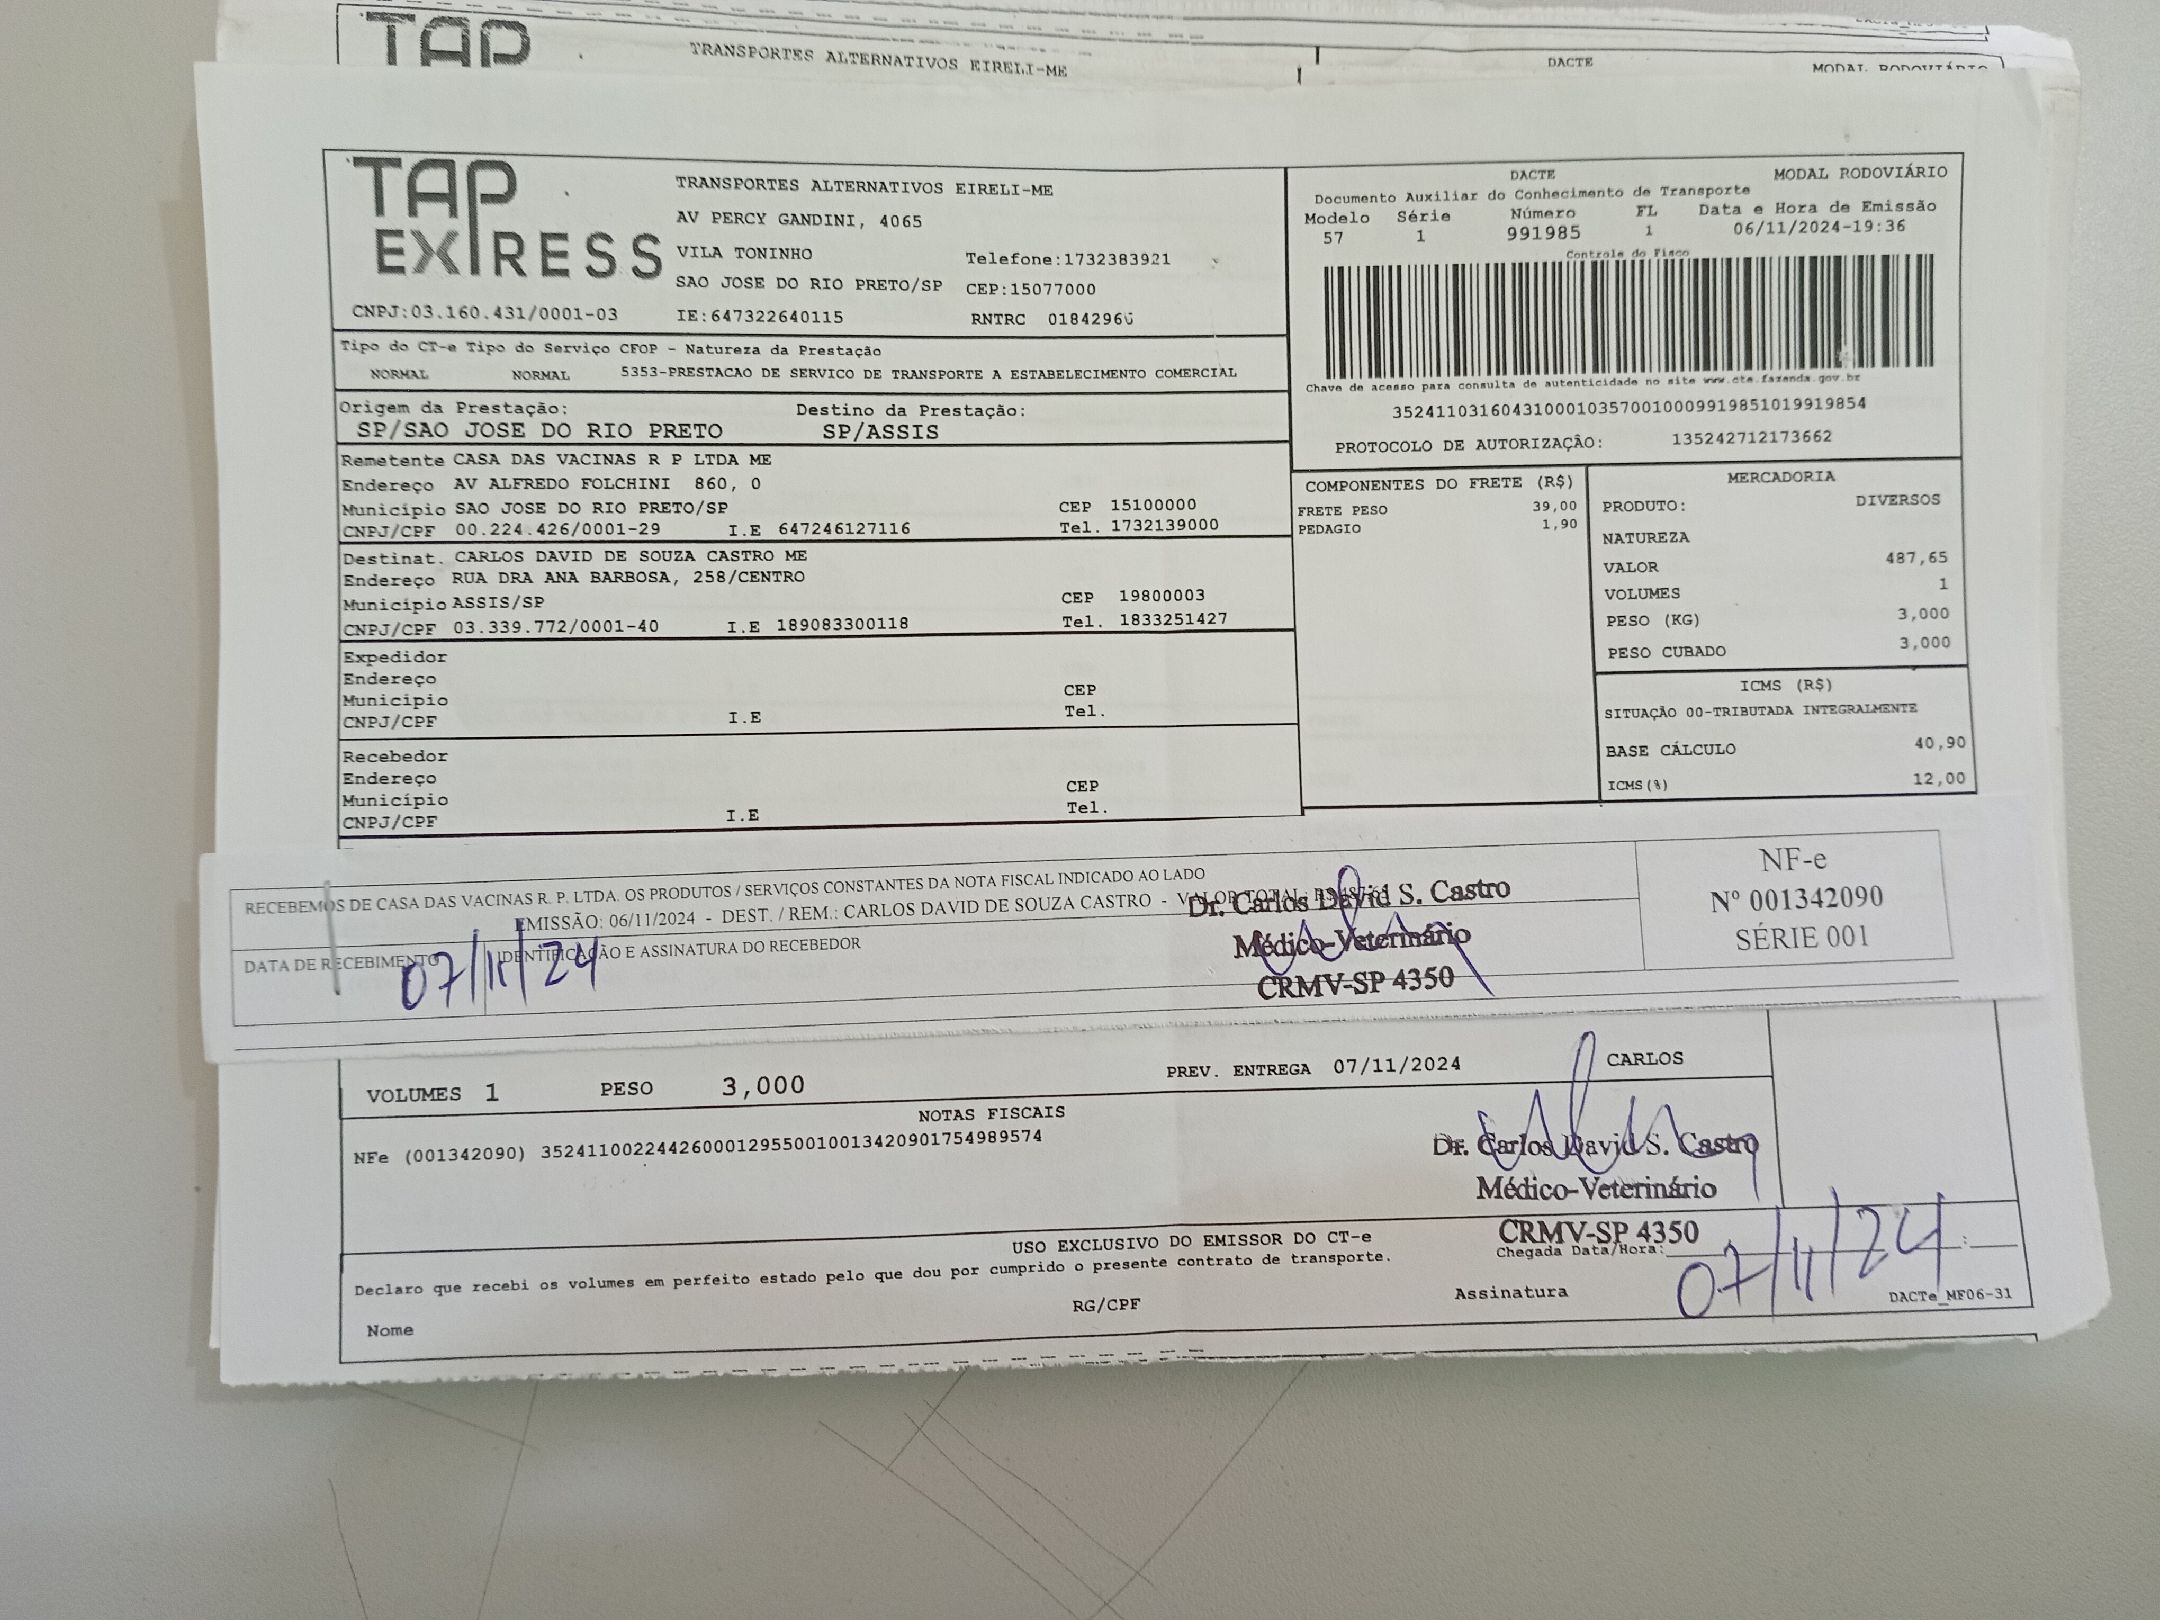 TAP
TRANSPORTES ALTERNATIVOS EIRELI-ME
DACTE
MODAL RODOVIÁRIO
TAP EXPRESS
TRANSPORTES ALTERNATIVOS EIRELI-ME
AV PERCY GANDINI, 4065
VILA TONINHO Telefone:1732383921
SAO JOSE DO RIO PRETO/SP CEP:15077000
CNPJ:03.160.431/0001-03 IE:647322640115 RNTRC 01842960
DACTE MODAL RODOVIÁRIO
Documento Auxiliar do Conhecimento de Transporte
Modelo Série Número FL Data e Hora de Emissão
57 1 991985 1 06/11/2024-19:36
Controle do Fisco
Chave de acesso para consulta de autenticidade no site www.cte.fazenda.gov.br
35241103160431000103570010009919851019919854
PROTOCOLO DE AUTORIZAÇÃO: 135242712173662
Tipo do CT-e Tipo do Serviço CFOP - Natureza da Prestação
NORMAL NORMAL 5353-PRESTACAO DE SERVICO DE TRANSPORTE A ESTABELECIMENTO COMERCIAL
Origem da Prestação: Destino da Prestação:
SP/SAO JOSE DO RIO PRETO SP/ASSIS
Remetente CASA DAS VACINAS R P LTDA ME
Endereço AV ALFREDO FOLCHINI 860, 0
Município SAO JOSE DO RIO PRETO/SP CEP 15100000
CNPJ/CPF 00.224.426/0001-29 I.E 647246127116 Tel. 1732139000
Destinat. CARLOS DAVID DE SOUZA CASTRO ME
Endereço RUA DRA ANA BARBOSA, 258/CENTRO
Município ASSIS/SP CEP 19800003
CNPJ/CPF 03.339.772/0001-40 I.E 189083300118 Tel. 1833251427
Expedidor
Endereço
Município CEP
CNPJ/CPF I.E Tel.
Recebedor
Endereço
Município CEP
CNPJ/CPF I.E Tel.
COMPONENTES DO FRETE (R$)
FRETE PESO 39,00
PEDAGIO 1,90
MERCADORIA
PRODUTO: DIVERSOS
NATUREZA
VALOR 487,65
VOLUMES 1
PESO (KG) 3,000
PESO CUBADO 3,000
ICMS (R$)
SITUAÇÃO 00-TRIBUTADA INTEGRALMENTE
BASE CÁLCULO 40,90
ICMS(%) 12,00
RECEBEMOS DE CASA DAS VACINAS R. P. LTDA. OS PRODUTOS / SERVIÇOS CONSTANTES DA NOTA FISCAL INDICADO AO LADO
EMISSÃO: 06/11/2024 - DEST. / REM.: CARLOS DAVID DE SOUZA CASTRO - VALOR TOTAL:
DATA DE RECEBIMENTO IDENTIFICAÇÃO E ASSINATURA DO RECEBEDOR
07/11/24
Dr. Carlos David S. Castro
Médico-Veterinário
CRMV-SP 4350
NF-e
Nº 001342090
SÉRIE 001
VOLUMES 1 PESO 3,000 PREV. ENTREGA 07/11/2024 CARLOS
NOTAS FISCAIS
NFe (001342090) 35241100224426000129550010013420901754989574
Dr. Carlos David S. Castro
Médico-Veterinário
CRMV-SP 4350
USO EXCLUSIVO DO EMISSOR DO CT-e
Chegada Data/Hora: :
07/11/24
Declaro que recebi os volumes em perfeito estado pelo que dou por cumprido o presente contrato de transporte.
Nome RG/CPF Assinatura
DACTe_MF06-31